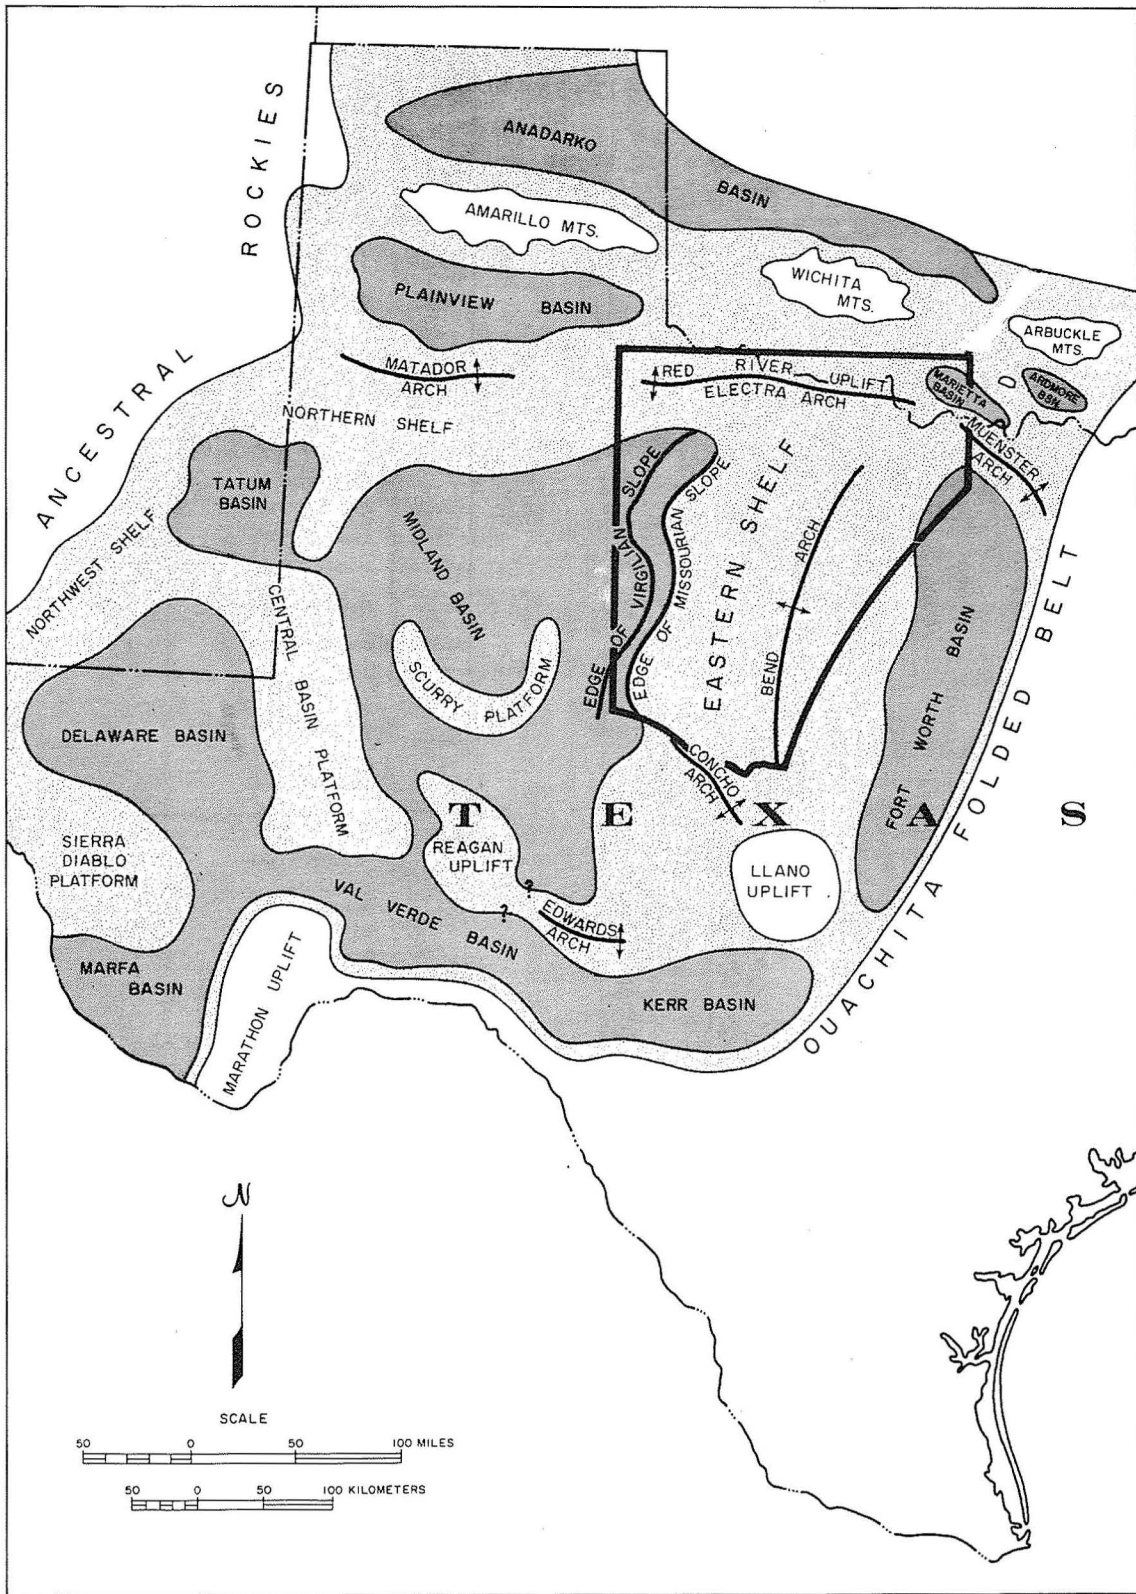 ANCESTRAL ROCKIES
ANADARKO
BASIN
AMARILLO MTS.
WICHITA
MTS.
PLAINVIEW BASIN
ARBUCKLE
MTS.
MATADOR
ARCH
RED RIVER UPLIFT
ELECTRA ARCH
MARIETTA
BASIN
ARDMORE
BSN.
MUENSTER
ARCH
NORTHERN SHELF
TATUM
BASIN
NORTHWEST SHELF
MIDLAND BASIN
EDGE OF VIRGILIAN SLOPE
EDGE OF MISSOURIAN SLOPE
EASTERN SHELF
BEND ARCH
FORT WORTH BASIN
OUACHITA FOLDED BELT
CENTRAL BASIN PLATFORM
SCURRY PLATFORM
DELAWARE BASIN
CONCHO
ARCH
T E X A S
SIERRA
DIABLO
PLATFORM
REAGAN
UPLIFT
LLANO
UPLIFT
?
?
EDWARDS
ARCH
VAL VERDE BASIN
MARFA
BASIN
MARATHON UPLIFT
KERR BASIN
N
SCALE
50 0 50 100 MILES
50 0 50 100 KILOMETERS